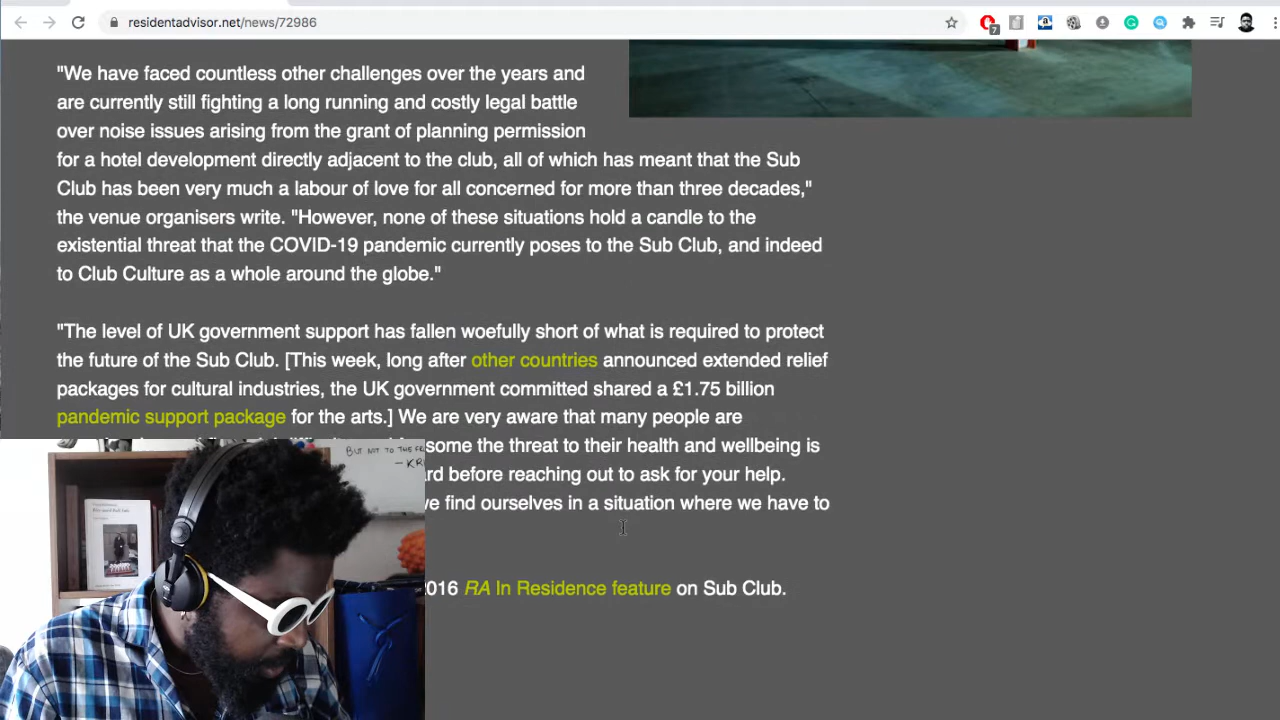 residentadvisor.net/news/72986
7
"We have faced countless other challenges over the years and
are currently still fighting a long running and costly legal battle
over noise issues arising from the grant of planning permission
for a hotel development directly adjacent to the club, all of which has meant that the Sub
Club has been very much a labour of love for all concerned for more than three decades,"
the venue organisers write. "However, none of these situations hold a candle to the
existential threat that the COVID-19 pandemic currently poses to the Sub Club, and indeed
to Club Culture as a whole around the globe."
"The level of UK government support has fallen woefully short of what is required to protect
the future of the Sub Club. [This week, long after other countries announced extended relief
packages for cultural industries, the UK government committed shared a £1.75 billion
pandemic support package for the arts.] We are very aware that many people are
some the threat to their health and wellbeing is
before reaching out to ask for your help.
find ourselves in a situation where we have to
2016 RA In Residence feature on Sub Club.
BUT NOT TO THE